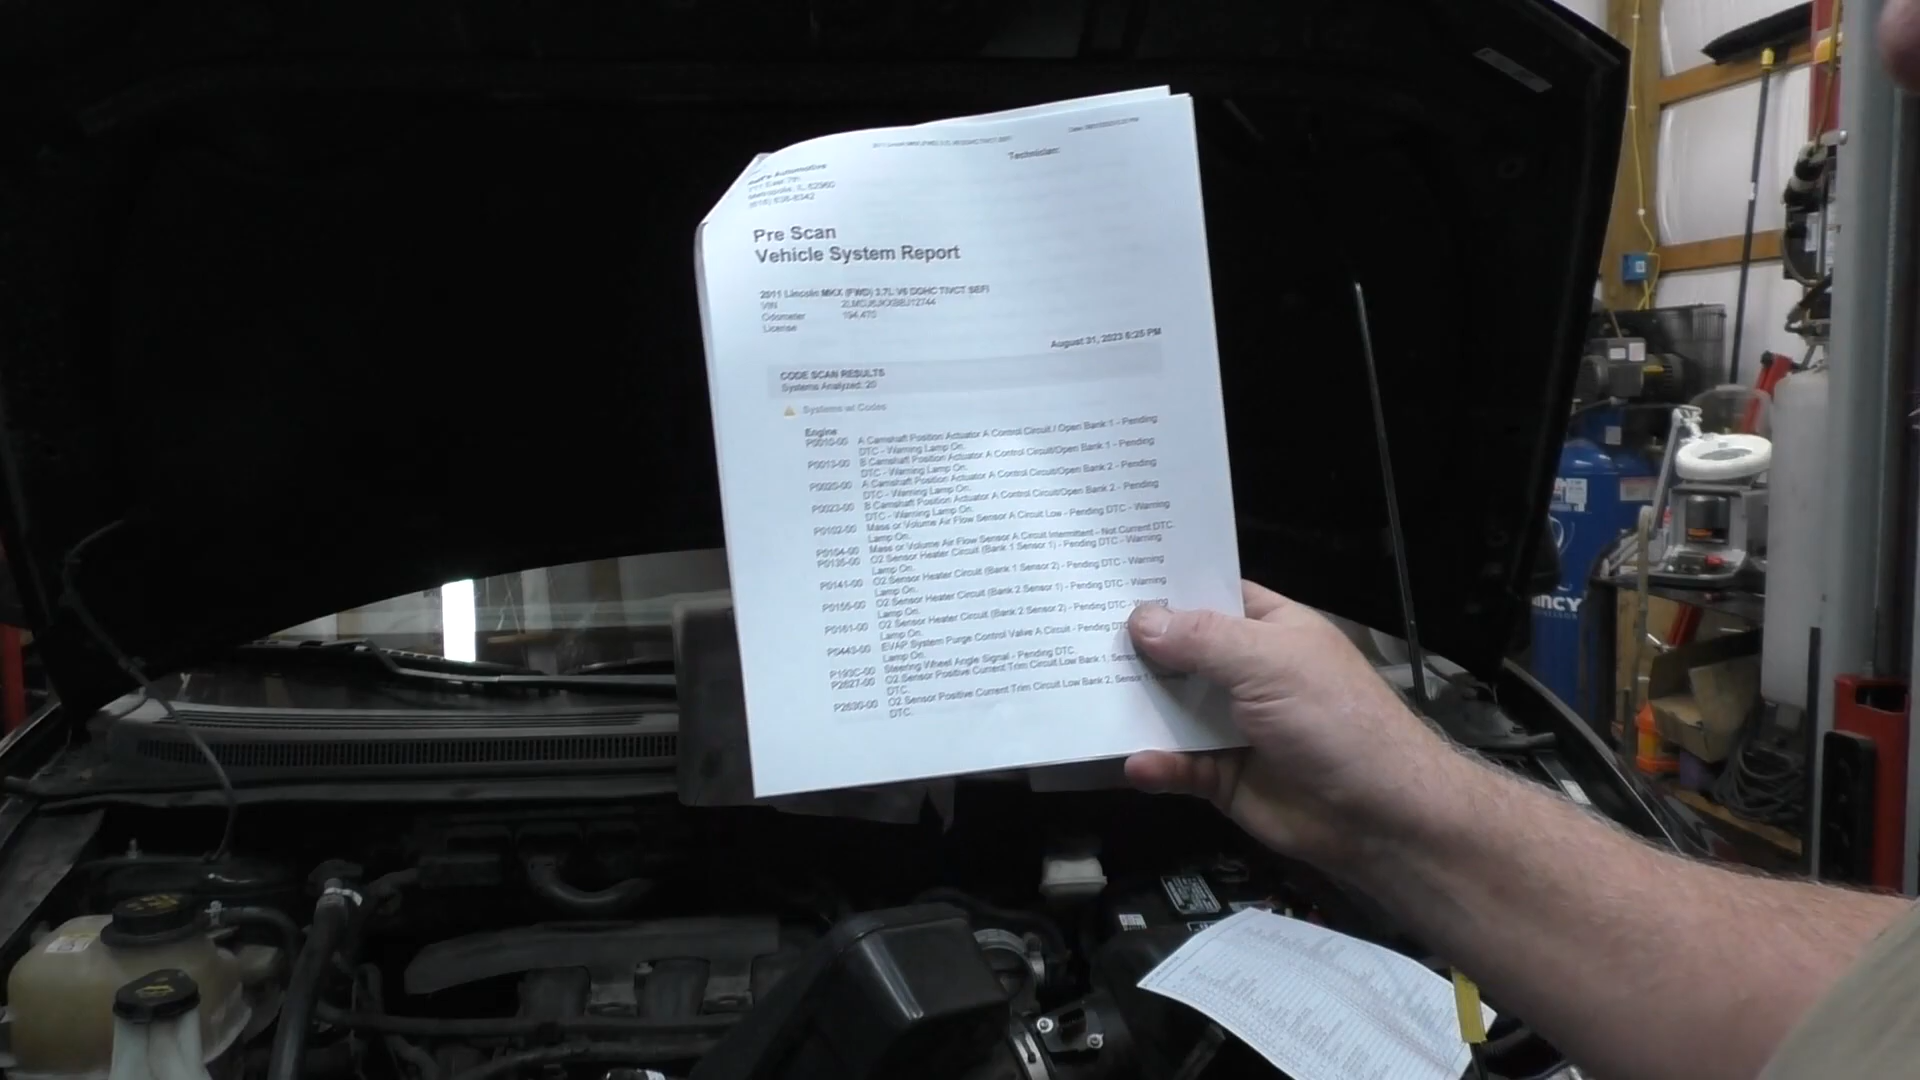 Technician:
Automotive
Pre Scan
Vehicle System Report
2011 Lincoln MKX (FWD) 3.7L V6 DOHC TIVCT SEFI
VIN
Odometer 194,470
License
August 31, 2023 6:25 PM
CODE SCAN RESULTS
Systems Analyzed: 20
Systems w/ Codes
Engine
P0010-00 A Camshaft Position Actuator A Control Circuit / Open Bank 1 - Pending
DTC - Warning Lamp On.
P0013-00 B Camshaft Position Actuator A Control Circuit/Open Bank 1 - Pending
DTC - Warning Lamp On.
P0020-00 A Camshaft Position Actuator A Control Circuit/Open Bank 2 - Pending
DTC - Warning Lamp On.
P0023-00 B Camshaft Position Actuator A Control Circuit/Open Bank 2 - Pending
DTC - Warning Lamp On.
P0102-00 Mass or Volume Air Flow Sensor A Circuit Low - Pending DTC - Warning
Lamp On.
P0104-00 Mass or Volume Air Flow Sensor A Circuit Intermittent - Not Current DTC.
P0135-00 O2 Sensor Heater Circuit (Bank 1 Sensor 1) - Pending DTC - Warning
Lamp On.
P0141-00 O2 Sensor Heater Circuit (Bank 1 Sensor 2) - Pending DTC - Warning
Lamp On.
P0155-00 O2 Sensor Heater Circuit (Bank 2 Sensor 1) - Pending DTC - Warning
Lamp On.
P0161-00 O2 Sensor Heater Circuit (Bank 2 Sensor 2) - Pending DTC - Warning
Lamp On.
P0443-00 EVAP System Purge Control Valve A Circuit - Pending DTC
Lamp On.
P193C-00 Steering Wheel Angle Signal - Pending DTC.
P2627-00 O2 Sensor Positive Current Trim Circuit Low Bank 1, Sensor
DTC.
P2630-00 O2 Sensor Positive Current Trim Circuit Low Bank 2, Sensor 1
DTC.